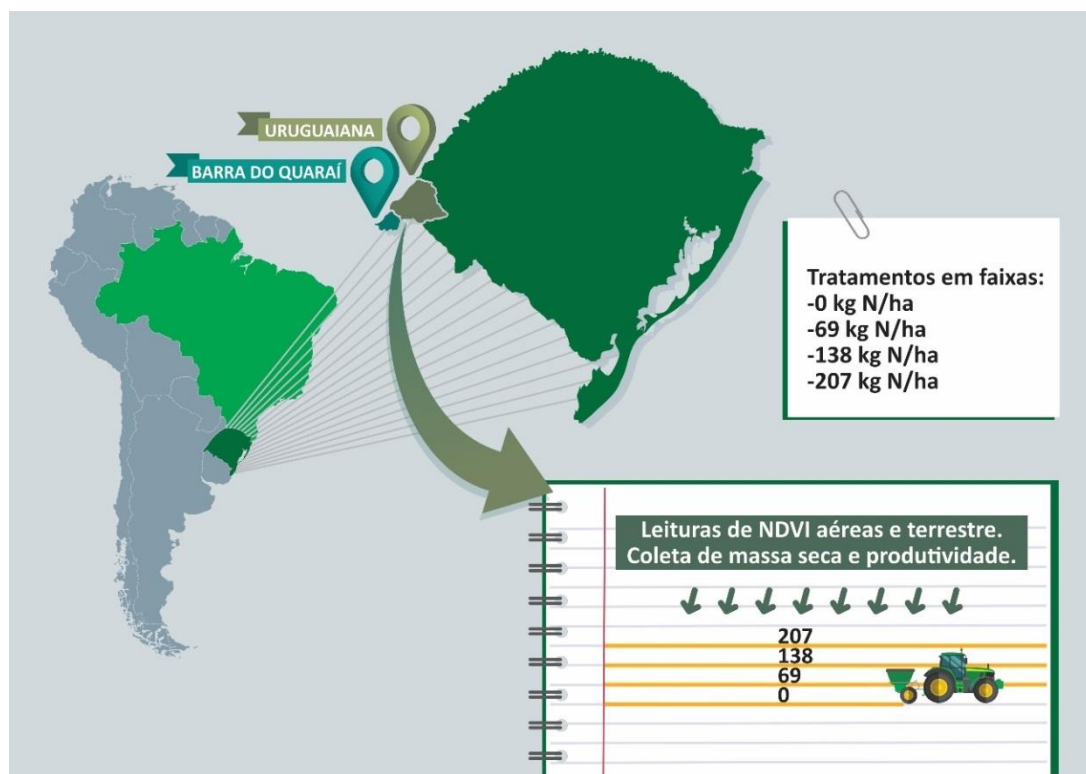 URUGUAIANA
BARRA DO QUARAÍ
Tratamentos em faixas:
-0 kg N/ha
-69 kg N/ha
-138 kg N/ha
-207 kg N/ha
Leituras de NDVI aéreas e terrestre.
Coleta de massa seca e produtividade.
207
138
69
0